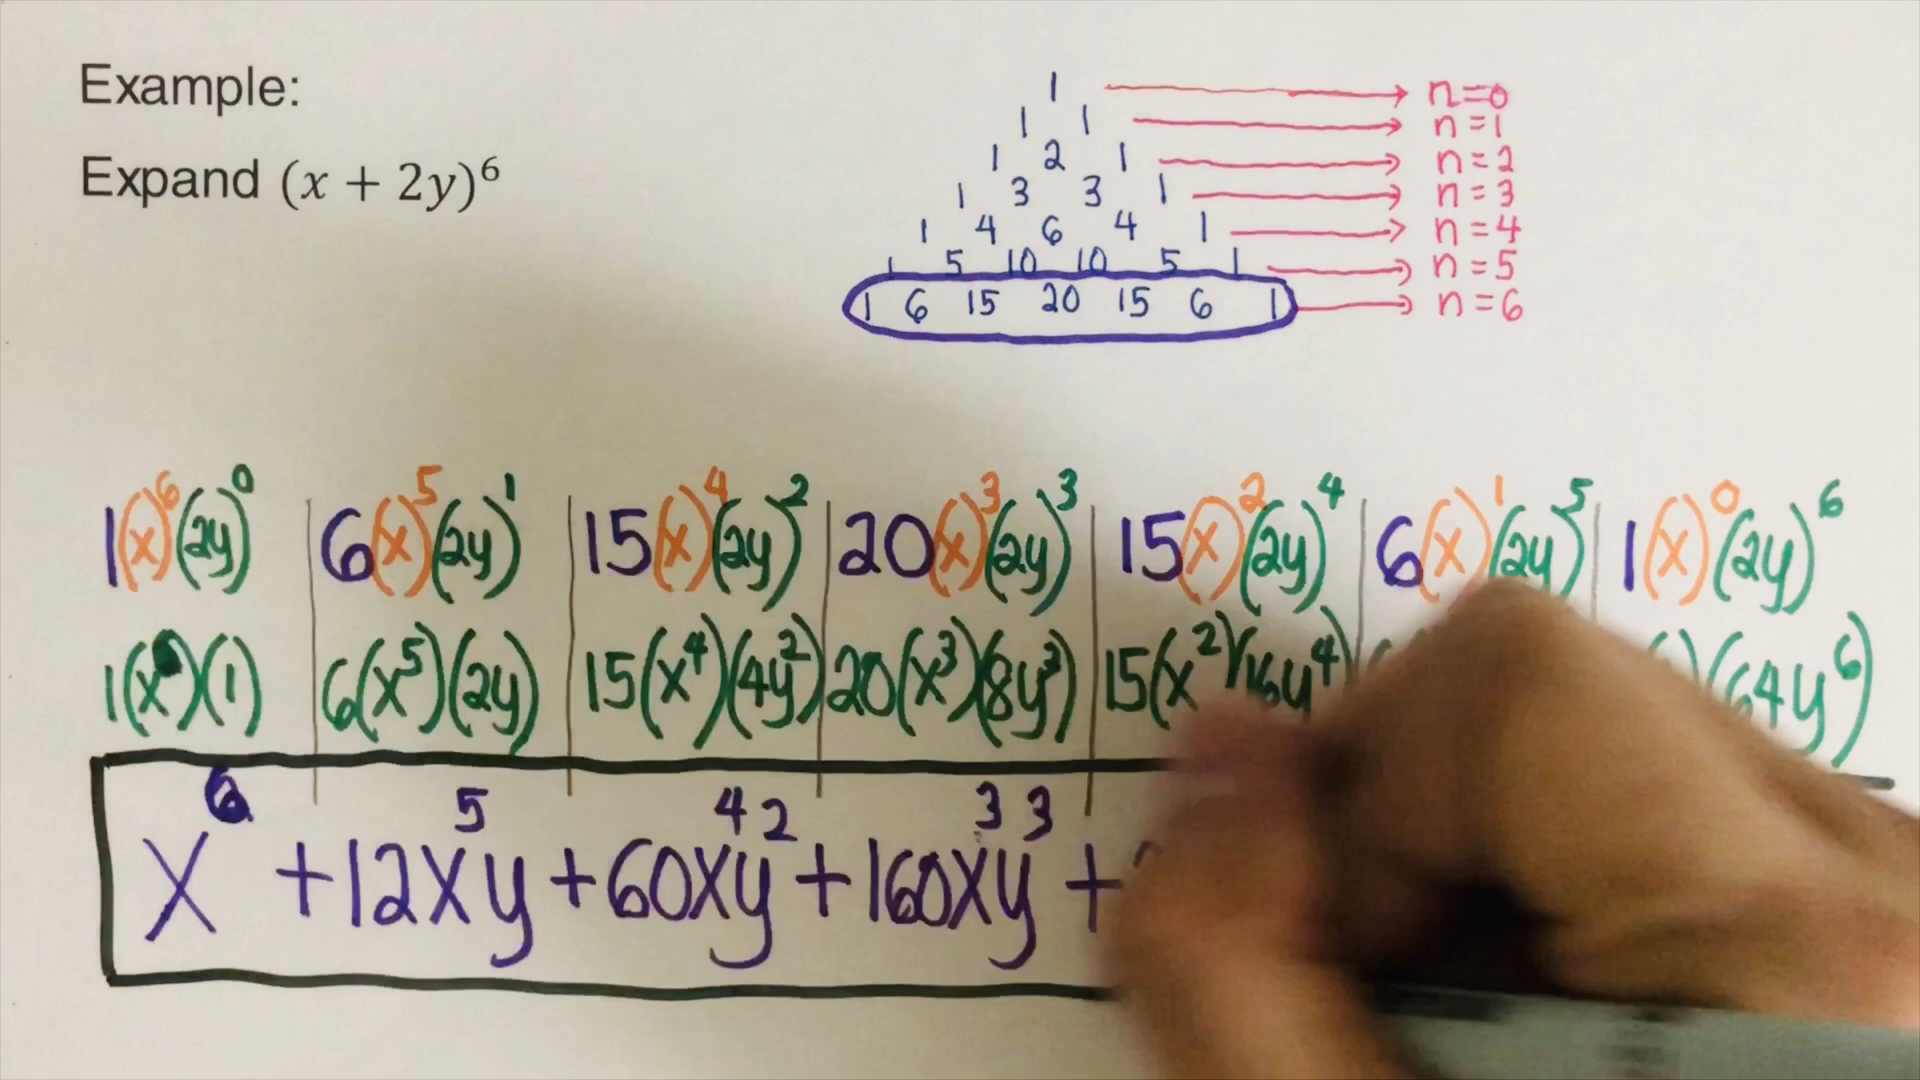 Example:
Expand (x + 2y)⁶
1 → n=0
1 1 → n=1
1 2 1 → n=2
1 3 3 1 → n=3
1 4 6 4 1 → n=4
1 5 10 10 5 1 → n=5
1 6 15 20 15 6 1 → n=6
1(x)⁶(2y)⁰ 6(x)⁵(2y)¹ 15(x)⁴(2y)² 20(x)³(2y)³ 15(x)²(2y)⁴ 6(x)¹(2y)⁵ 1(x)⁰(2y)⁶
1(x⁶)(1) 6(x⁵)(2y) 15(x⁴)(4y²) 20(x³)(8y³) 15(x²)(16y⁴) (64y⁶)
x⁶ +12x⁵y +60x⁴y² +160x³y³ +